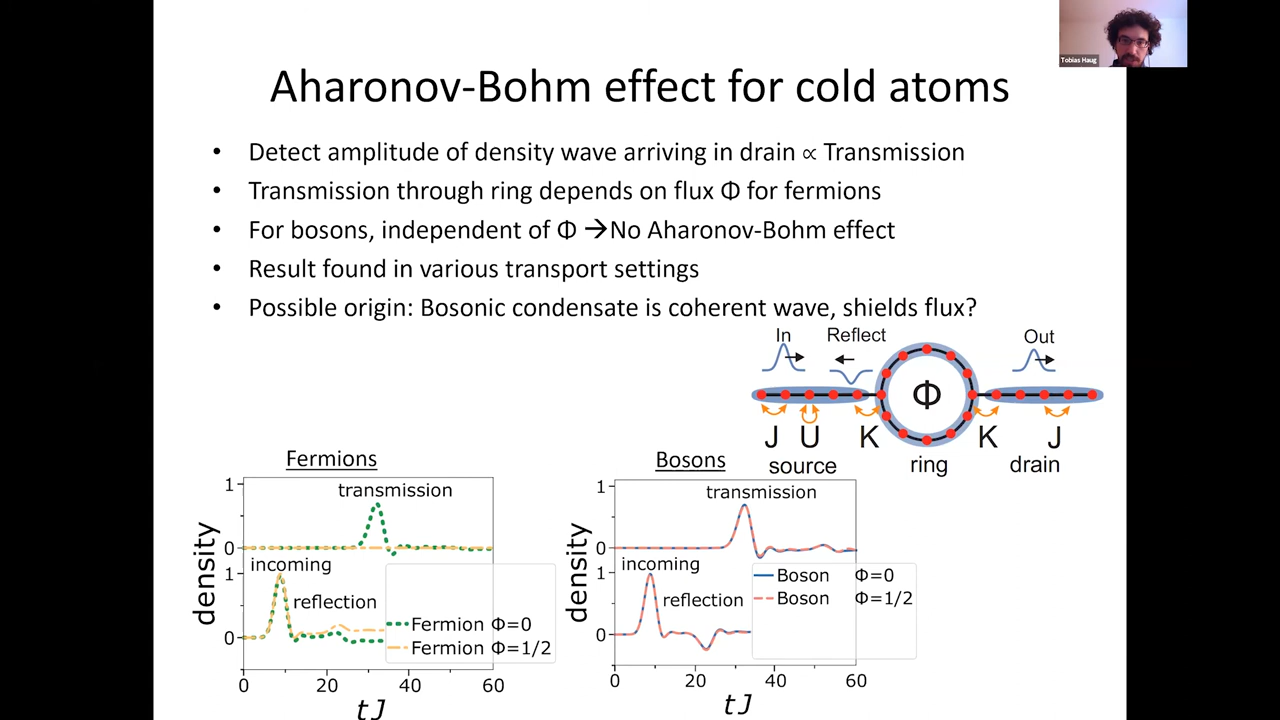 Tobias Haug
Aharonov-Bohm effect for cold atoms
• Detect amplitude of density wave arriving in drain ∝ Transmission
• Transmission through ring depends on flux Φ for fermions
• For bosons, independent of Φ →No Aharonov-Bohm effect
• Result found in various transport settings
• Possible origin: Bosonic condensate is coherent wave, shields flux?
In Reflect Out
Φ
J U K K J
source ring drain
Fermions
transmission
1
0
incoming
1
reflection
0
density
Fermion Φ=0
Fermion Φ=1/2
0 20 40 60
tJ
Bosons
transmission
1
0
incoming
1
reflection
0
density
Boson Φ=0
Boson Φ=1/2
0 20 40 60
tJ